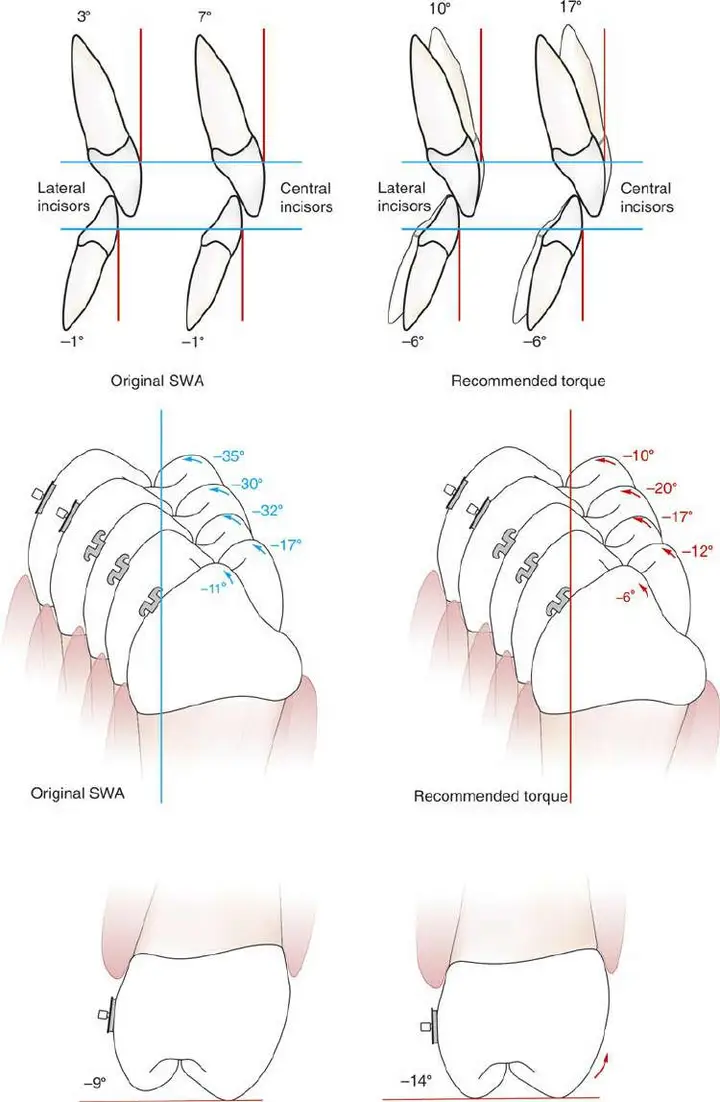 3° 7° 10° 17°
Lateral
incisors
Central
incisors
Lateral
incisors
Central
incisors
–1° –1° –6° –6°
Original SWA Recommended torque
–35°
–30°
–32°
–17°
–11°
–10°
–20°
–17°
–12°
–6°
Original SWA Recommended torque
–9° –14°